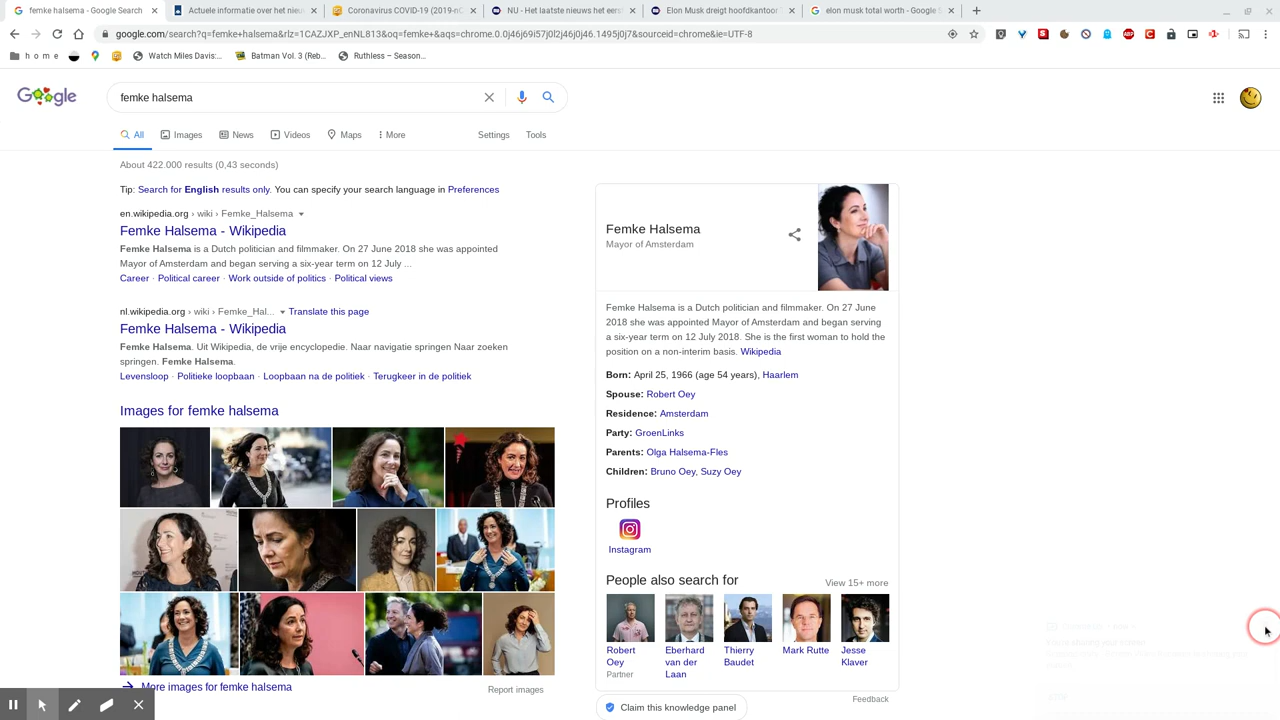 femke halsema - Google Search
Actuele informatie over het nieuw
Coronavirus COVID-19 (2019-nC
NU - Het laatste nieuws het eerst
Elon Musk dreigt hoofdkantoor T
elon musk total worth - Google S
google.com/search?q=femke+halsema&rlz=1CAZJXP_enNL813&oq=femke+&aqs=chrome.0.0j46j69i57j0l2j46j0j46.1495j0j7&sourceid=chrome&ie=UTF-8
h o m e
Watch Miles Davis:...
Batman Vol. 3 (Reb...
Ruthless – Season...
Google
femke halsema
All
Images
News
Videos
Maps
More
Settings
Tools
About 422.000 results (0,43 seconds)
Tip: Search for English results only. You can specify your search language in Preferences
en.wikipedia.org › wiki › Femke_Halsema
Femke Halsema - Wikipedia
Femke Halsema is a Dutch politician and filmmaker. On 27 June 2018 she was appointed
Mayor of Amsterdam and began serving a six-year term on 12 July ...
Career · Political career · Work outside of politics · Political views
nl.wikipedia.org › wiki › Femke_Hal... Translate this page
Femke Halsema - Wikipedia
Femke Halsema. Uit Wikipedia, de vrije encyclopedie. Naar navigatie springen Naar zoeken
springen. Femke Halsema.
Levensloop · Politieke loopbaan · Loopbaan na de politiek · Terugkeer in de politiek
Images for femke halsema
More images for femke halsema
Report images
Femke Halsema
Mayor of Amsterdam
Femke Halsema is a Dutch politician and filmmaker. On 27 June
2018 she was appointed Mayor of Amsterdam and began serving
a six-year term on 12 July 2018. She is the first woman to hold the
position on a non-interim basis. Wikipedia
Born: April 25, 1966 (age 54 years), Haarlem
Spouse: Robert Oey
Residence: Amsterdam
Party: GroenLinks
Parents: Olga Halsema-Fles
Children: Bruno Oey, Suzy Oey
Profiles
Instagram
People also search for
View 15+ more
Robert
Oey
Partner
Eberhard
van der
Laan
Thierry
Baudet
Mark Rutte
Jesse
Klaver
Claim this knowledge panel
Feedback